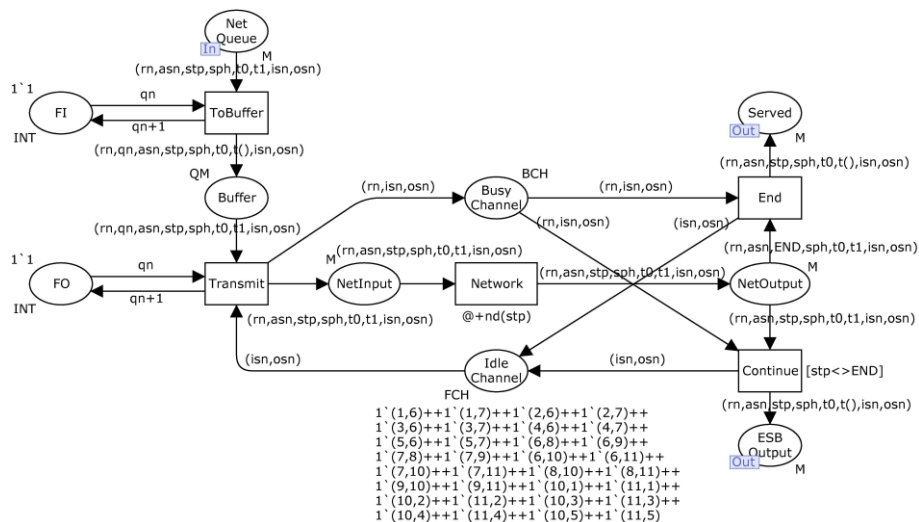 Net
Queue
In
M
(rn,asn,stp,sph,t0,t1,isn,osn)
1`1
FI
INT
qn
qn+1
ToBuffer
(rn,qn,asn,stp,sph,t0,t(),isn,osn)
QM
Buffer
(rn,qn,asn,stp,sph,t0,t1,isn,osn)
1`1
FO
INT
qn
qn+1
Transmit
(rn,asn,stp,sph,t0,t1,isn,osn)
(rn,isn,osn)
BCH
Busy
Channel
(rn,isn,osn)
(rn,isn,osn)
(rn,asn,stp,sph,t0,t1,isn,osn)
M
NetInput
Network
@+nd(stp)
(rn,asn,stp,sph,t0,t1,isn,osn)
Served
Out
M
(rn,asn,stp,sph,t0,t(),isn,osn)
End
(isn,osn)
(rn,asn,END,sph,t0,t1,isn,osn)
M
NetOutput
(rn,asn,stp,sph,t0,t1,isn,osn)
Continue
[stp<>END]
(isn,osn)
(isn,osn)
Idle
Channel
FCH
(rn,asn,stp,sph,t0,t(),isn,osn)
ESB
Output
Out
M
1`(1,6)++1`(1,7)++1`(2,6)++1`(2,7)++
1`(3,6)++1`(3,7)++1`(4,6)++1`(4,7)++
1`(5,6)++1`(5,7)++1`(6,8)++1`(6,9)++
1`(7,8)++1`(7,9)++1`(6,10)++1`(6,11)++
1`(7,10)++1`(7,11)++1`(8,10)++1`(8,11)++
1`(9,10)++1`(9,11)++1`(10,1)++1`(11,1)++
1`(10,2)++1`(11,2)++1`(10,3)++1`(11,3)++
1`(10,4)++1`(11,4)++1`(10,5)++1`(11,5)